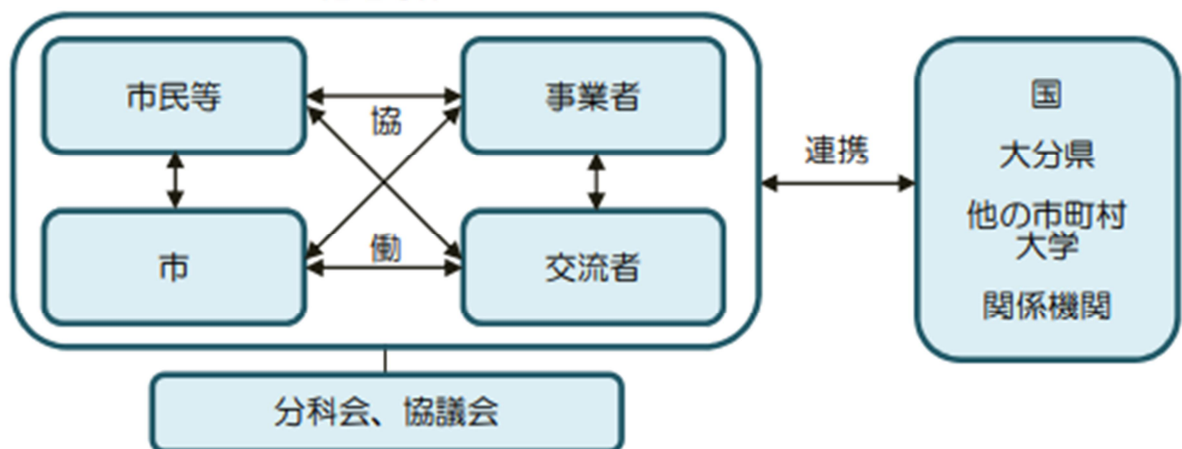 市民等
事業者
協
働
市
交流者
連携
国
大分県
他の市町村
大学
関係機関
分科会、協議会